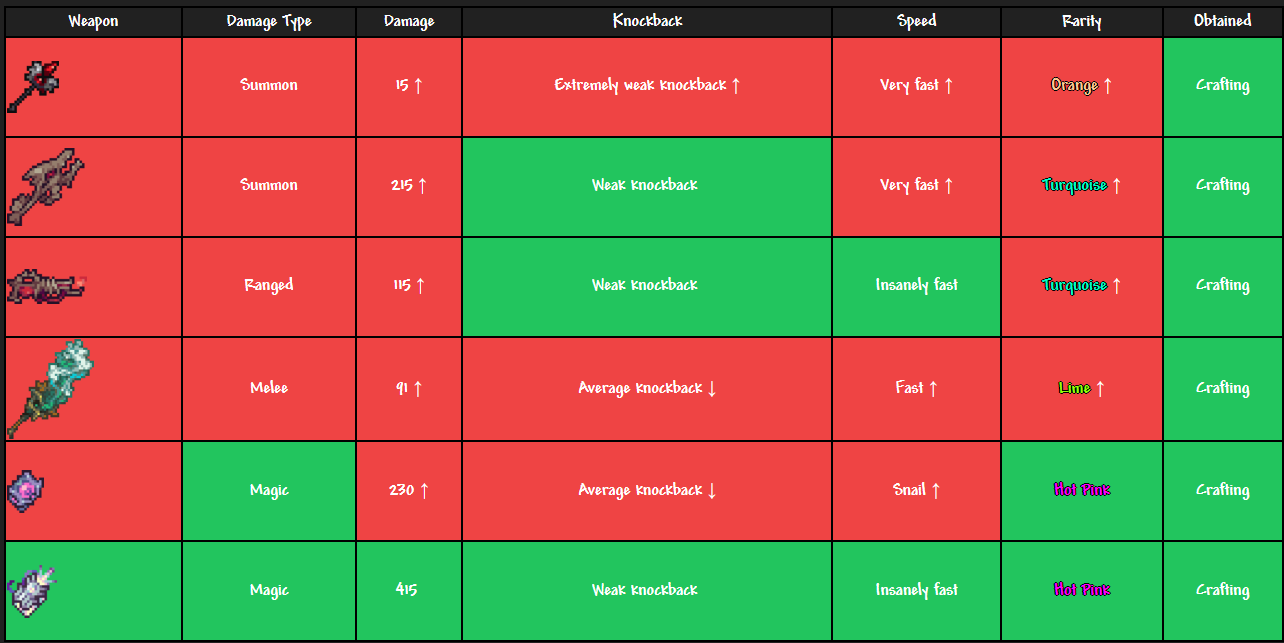 Weapon Damage Type Damage Knockback Speed Rarity Obtained
Summon 15 ↑ Extremely weak knockback ↑ Very fast ↑ Orange ↑ Crafting
Summon 215 ↑ Weak knockback Very fast ↑ Turquoise ↑ Crafting
Ranged 115 ↑ Weak knockback Insanely fast Turquoise ↑ Crafting
Melee 91 ↑ Average knockback ↓ Fast ↑ Lime ↑ Crafting
Magic 230 ↑ Average knockback ↓ Snail ↑ Hot Pink Crafting
Magic 415 Weak knockback Insanely fast Hot Pink Crafting